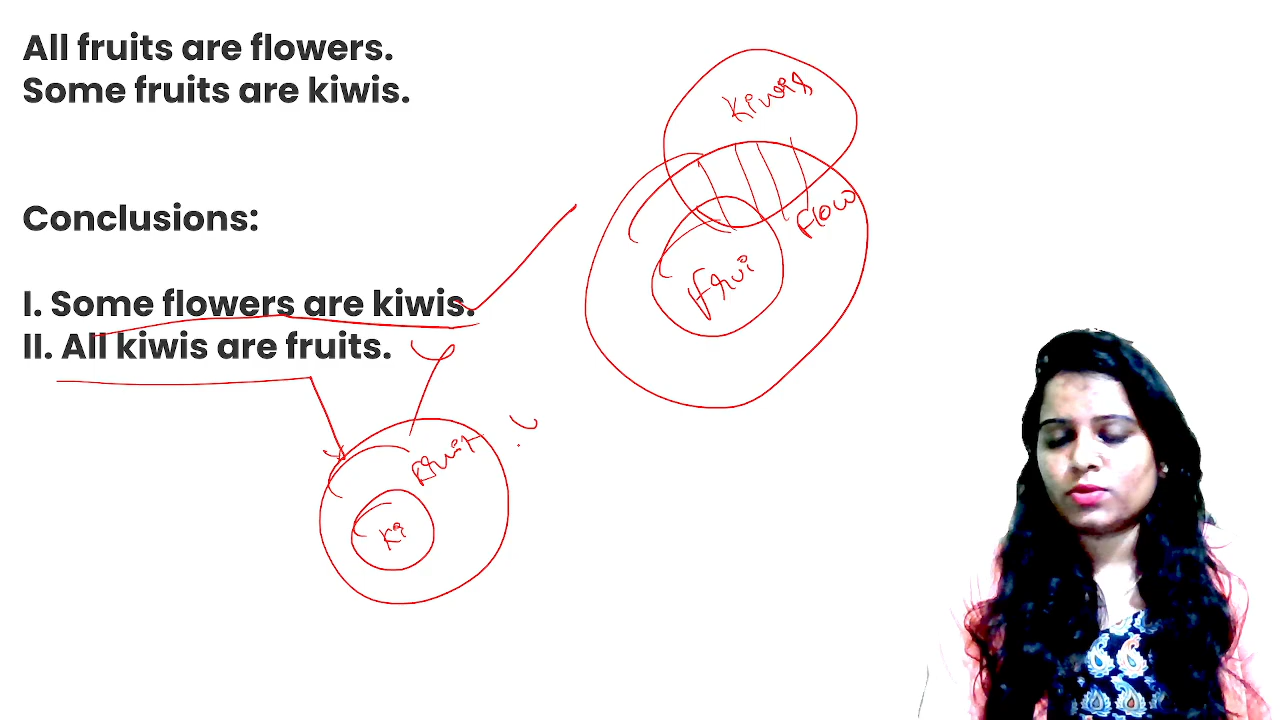 All fruits are flowers.
Some fruits are kiwis.
Conclusions:
I. Some flowers are kiwis.
II. All kiwis are fruits.
Kiwis
Flow
Frui
Fruit
Ki